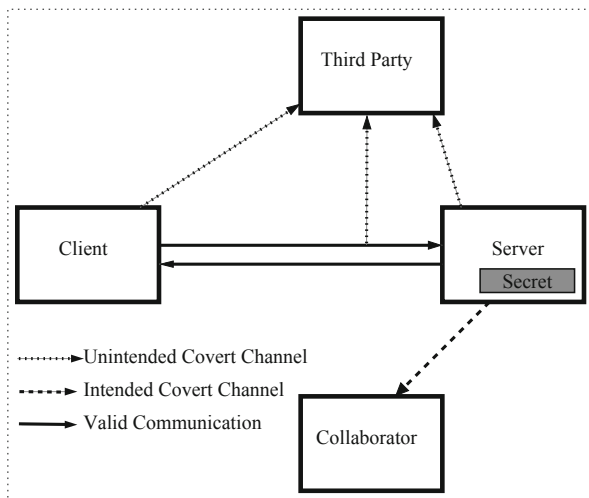 Third Party
Client
Server
Secret
Unintended Covert Channel
Intended Covert Channel
Valid Communication
Collaborator